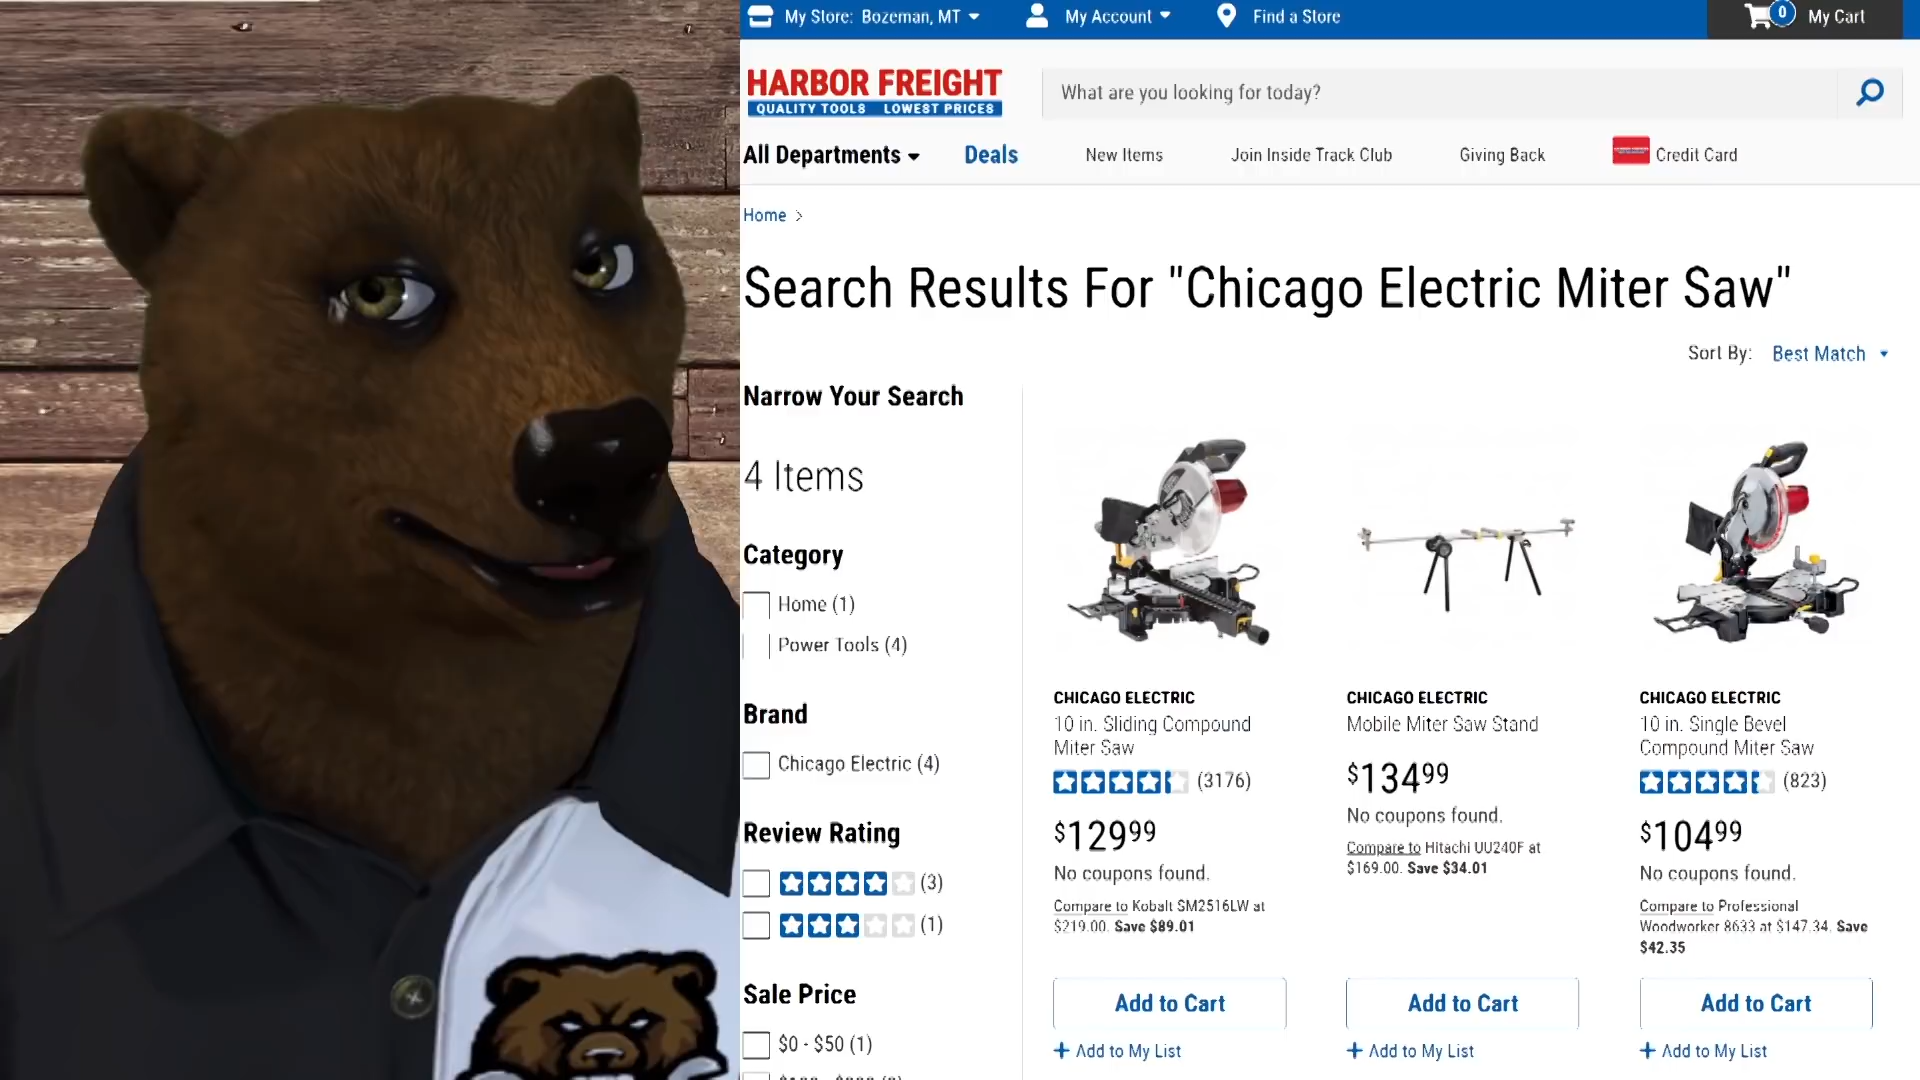 My Store: Bozeman, MT
My Account
Find a Store
0
My Cart
HARBOR FREIGHT
QUALITY TOOLS LOWEST PRICES
What are you looking for today?
All Departments
Deals
New Items
Join Inside Track Club
Giving Back
Credit Card
Home >
Search Results For "Chicago Electric Miter Saw"
Sort By: Best Match
Narrow Your Search
4 Items
Category
Home (1)
Power Tools (4)
Brand
Chicago Electric (4)
Review Rating
(3)
(1)
Sale Price
$0 - $50 (1)
CHICAGO ELECTRIC
10 in. Sliding Compound
Miter Saw
(3176)
$129 99
No coupons found.
Compare to Kobalt SM2516LW at
$219.00. Save $89.01
Add to Cart
+ Add to My List
CHICAGO ELECTRIC
Mobile Miter Saw Stand
$134 99
No coupons found.
Compare to Hitachi UU240F at
$169.00. Save $34.01
Add to Cart
+ Add to My List
CHICAGO ELECTRIC
10 in. Single Bevel
Compound Miter Saw
(823)
$104 99
No coupons found.
Compare to Professional
Woodworker 8633 at $147.34. Save
$42.35
Add to Cart
+ Add to My List